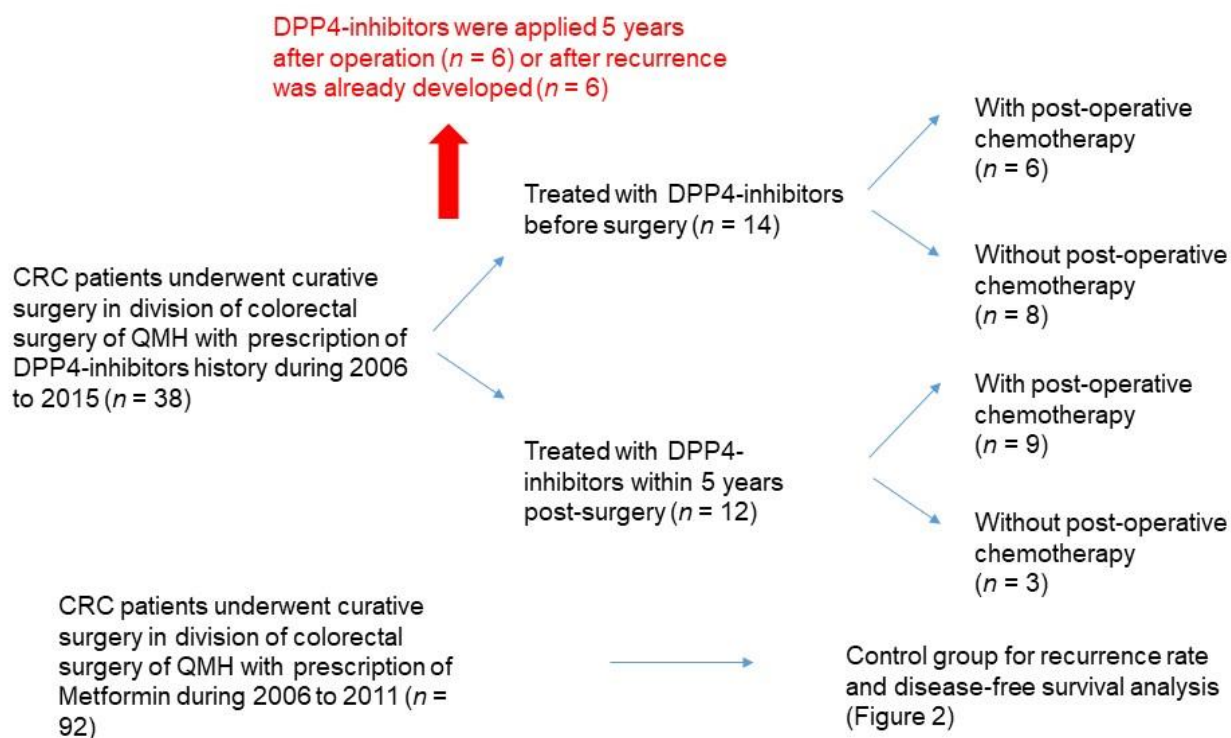 DPP4-inhibitors were applied 5 years
after operation (n = 6) or after recurrence
was already developed (n = 6)
With post-operative
chemotherapy
(n = 6)
Treated with DPP4-inhibitors
before surgery (n = 14)
Without post-operative
chemotherapy
(n = 8)
CRC patients underwent curative
surgery in division of colorectal
surgery of QMH with prescription of
DPP4-inhibitors history during 2006
to 2015 (n = 38)
With post-operative
chemotherapy
(n = 9)
Treated with DPP4-
inhibitors within 5 years
post-surgery (n = 12)
Without post-operative
chemotherapy
(n = 3)
CRC patients underwent curative
surgery in division of colorectal
surgery of QMH with prescription of
Metformin during 2006 to 2011 (n =
92)
Control group for recurrence rate
and disease-free survival analysis
(Figure 2)